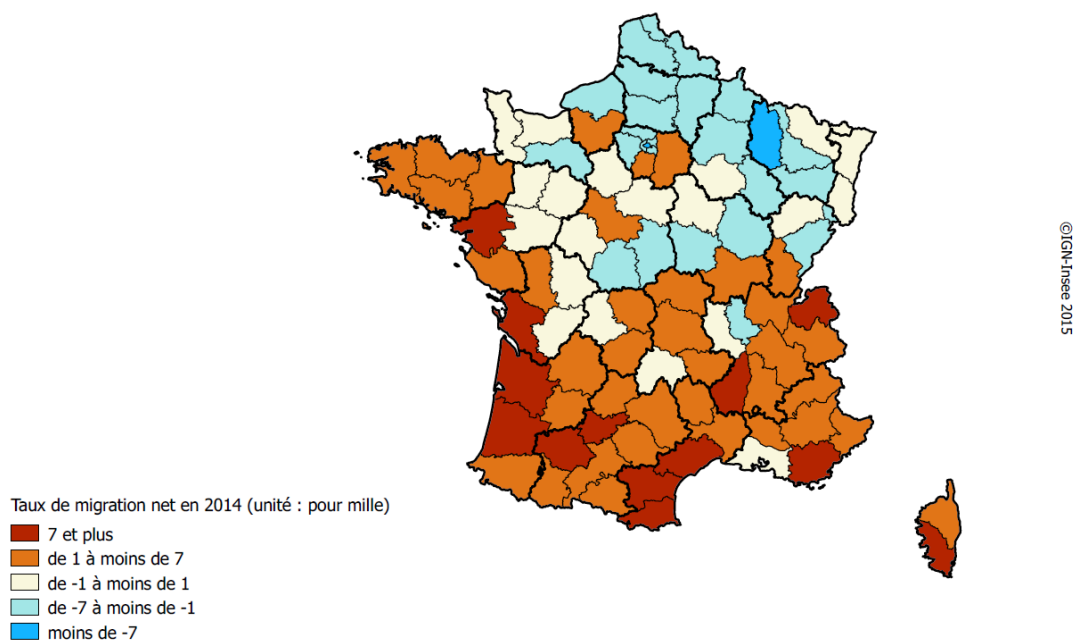 ©IGN-Insee 2015
Taux de migration net en 2014 (unité : pour mille)
7 et plus
de 1 à moins de 7
de -1 à moins de 1
de -7 à moins de -1
moins de -7